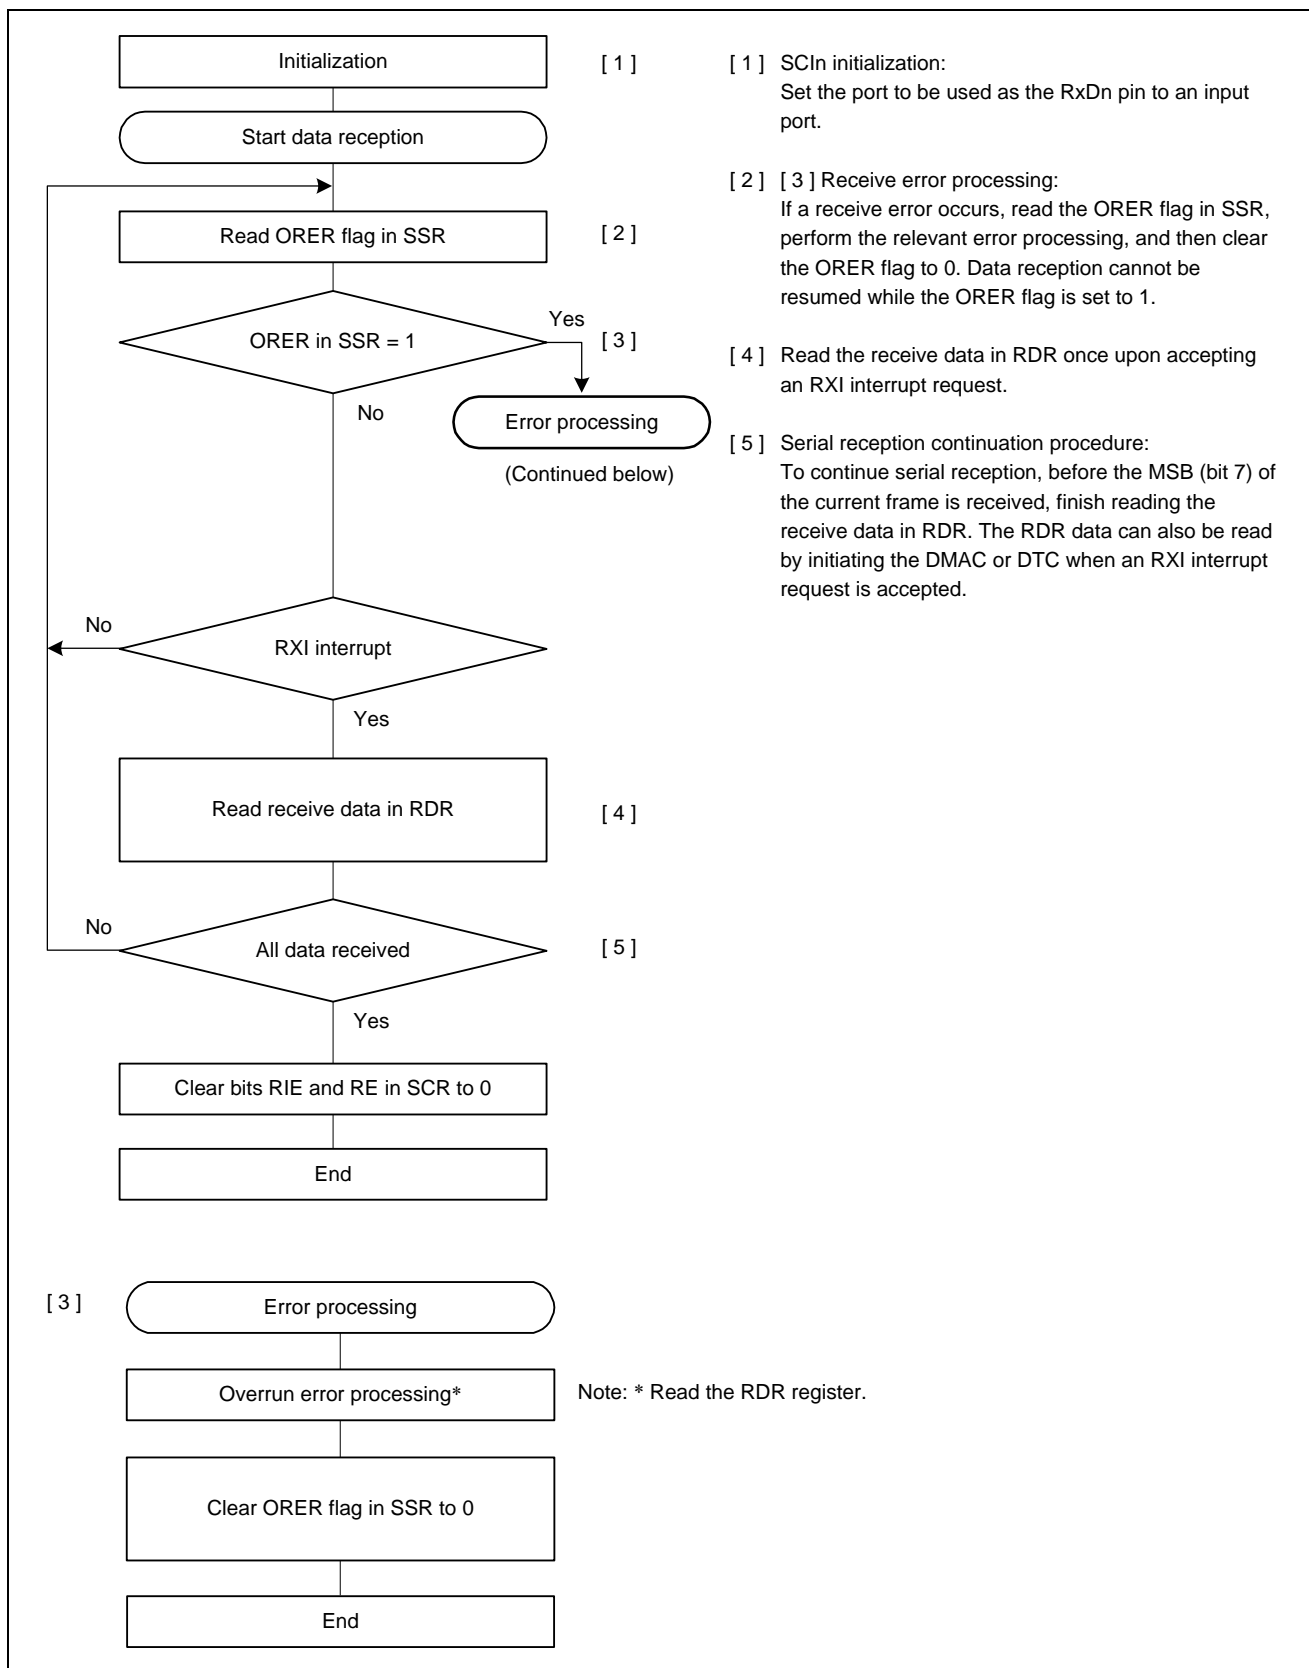 Initialization
[ 1 ]
Start data reception
Read ORER flag in SSR
[ 2 ]
ORER in SSR = 1
Yes
[ 3 ]
No
Error processing
(Continued below)
No
RXI interrupt
Yes
Read receive data in RDR
[ 4 ]
No
All data received
[ 5 ]
Yes
Clear bits RIE and RE in SCR to 0
End
[ 1 ] SCIn initialization:
Set the port to be used as the RxDn pin to an input
port.
[ 2 ] [ 3 ] Receive error processing:
If a receive error occurs, read the ORER flag in SSR,
perform the relevant error processing, and then clear
the ORER flag to 0. Data reception cannot be
resumed while the ORER flag is set to 1.
[ 4 ] Read the receive data in RDR once upon accepting
an RXI interrupt request.
[ 5 ] Serial reception continuation procedure:
To continue serial reception, before the MSB (bit 7) of
the current frame is received, finish reading the
receive data in RDR. The RDR data can also be read
by initiating the DMAC or DTC when an RXI interrupt
request is accepted.
[ 3 ]
Error processing
Overrun error processing*
Note: * Read the RDR register.
Clear ORER flag in SSR to 0
End